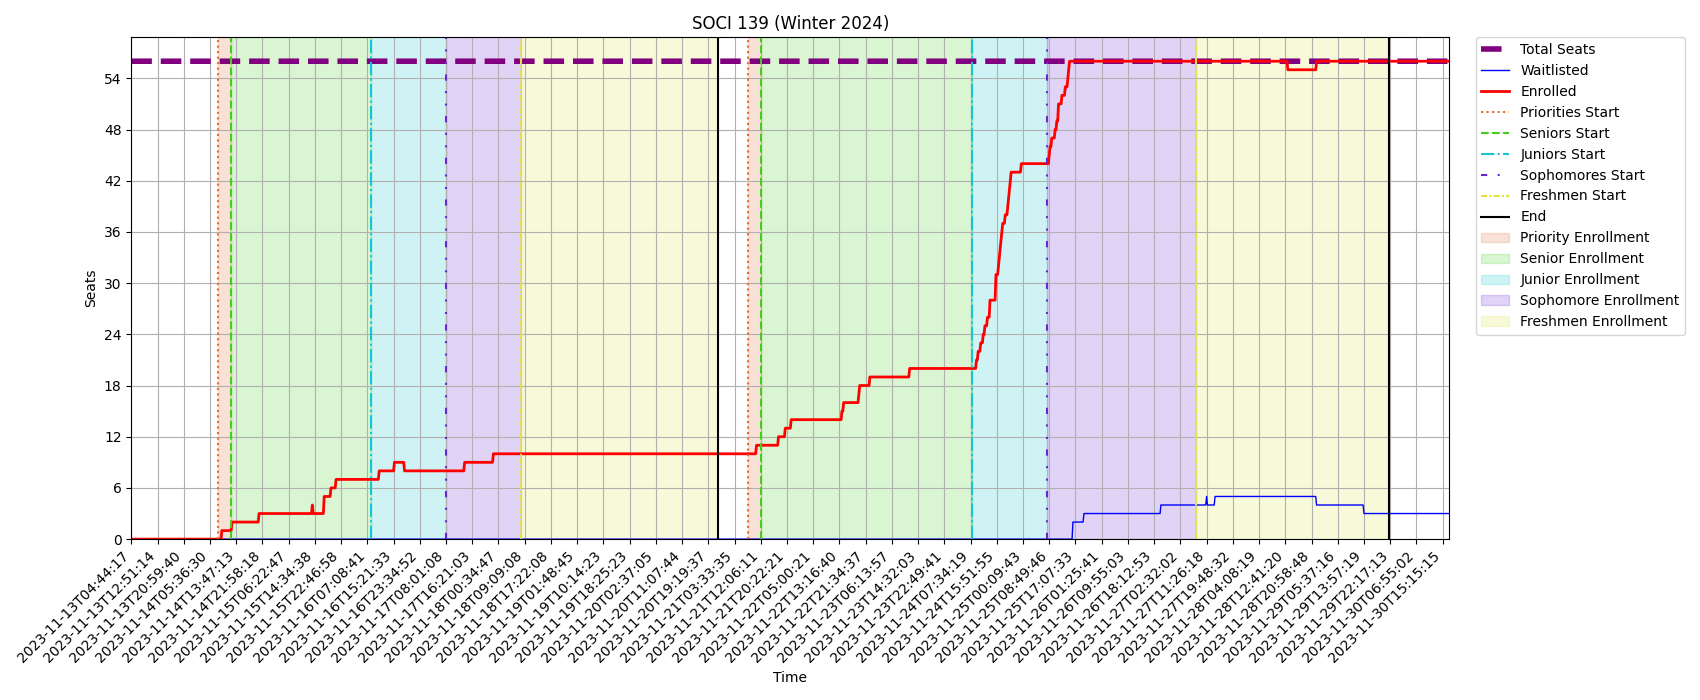 SOCI 139 (Winter 2024)
Total Seats
Waitlisted
Enrolled
Priorities Start
Seniors Start
Juniors Start
Sophomores Start
Freshmen Start
End
Priority Enrollment
Senior Enrollment
Junior Enrollment
Sophomore Enrollment
Freshmen Enrollment
Seats
54
48
42
36
30
24
18
12
6
0
2023-11-13T04:44:17
2023-11-13T12:51:14
2023-11-13T20:59:40
2023-11-14T05:36:30
2023-11-14T13:47:13
2023-11-14T21:58:18
2023-11-15T06:22:47
2023-11-15T14:34:38
2023-11-15T22:46:58
2023-11-16T07:08:41
2023-11-16T15:21:33
2023-11-16T23:34:52
2023-11-17T08:01:08
2023-11-17T16:21:03
2023-11-18T00:34:47
2023-11-18T09:09:08
2023-11-18T17:22:08
2023-11-19T01:48:45
2023-11-19T10:14:23
2023-11-19T18:25:23
2023-11-20T02:37:05
2023-11-20T11:07:44
2023-11-20T19:19:37
2023-11-21T03:33:35
2023-11-21T12:06:11
2023-11-21T20:22:21
2023-11-22T05:00:21
2023-11-22T13:16:40
2023-11-22T21:34:37
2023-11-23T06:13:57
2023-11-23T14:32:03
2023-11-23T22:49:41
2023-11-24T07:34:19
2023-11-24T15:51:55
2023-11-25T00:09:43
2023-11-25T08:49:46
2023-11-25T17:07:33
2023-11-26T01:25:41
2023-11-26T09:55:03
2023-11-26T18:12:53
2023-11-27T02:32:02
2023-11-27T11:26:18
2023-11-27T19:48:32
2023-11-28T04:08:19
2023-11-28T12:41:20
2023-11-28T20:58:48
2023-11-29T05:37:16
2023-11-29T13:57:19
2023-11-29T22:17:13
2023-11-30T06:55:02
2023-11-30T15:15:15
Time